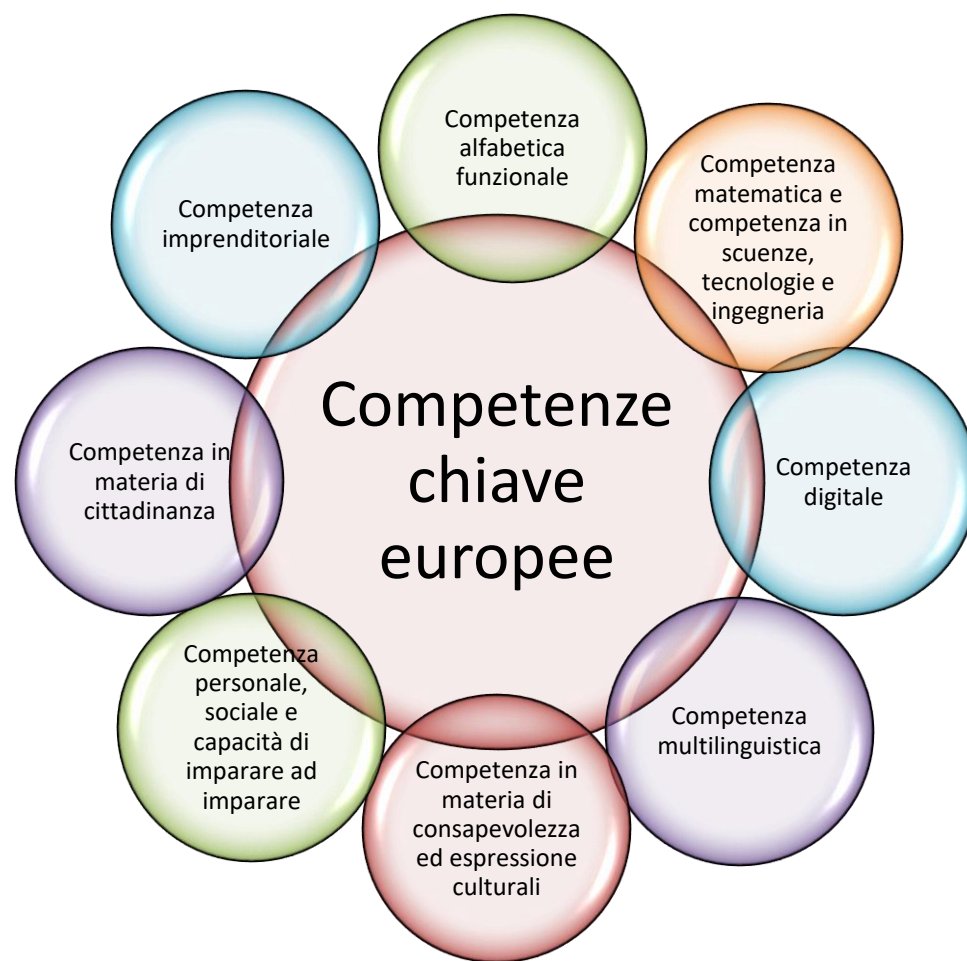 Competenza
alfabetica
funzionale
Competenza
matematica e
competenza in
scuenze,
tecnologie e
ingegneria
Competenza
digitale
Competenza
multilinguistica
Competenza in
materia di
consapevolezza
ed espressione
culturali
Competenza
personale,
sociale e
capacità di
imparare ad
imparare
Competenza in
materia di
cittadinanza
Competenza
imprenditoriale
Competenze
chiave
europee